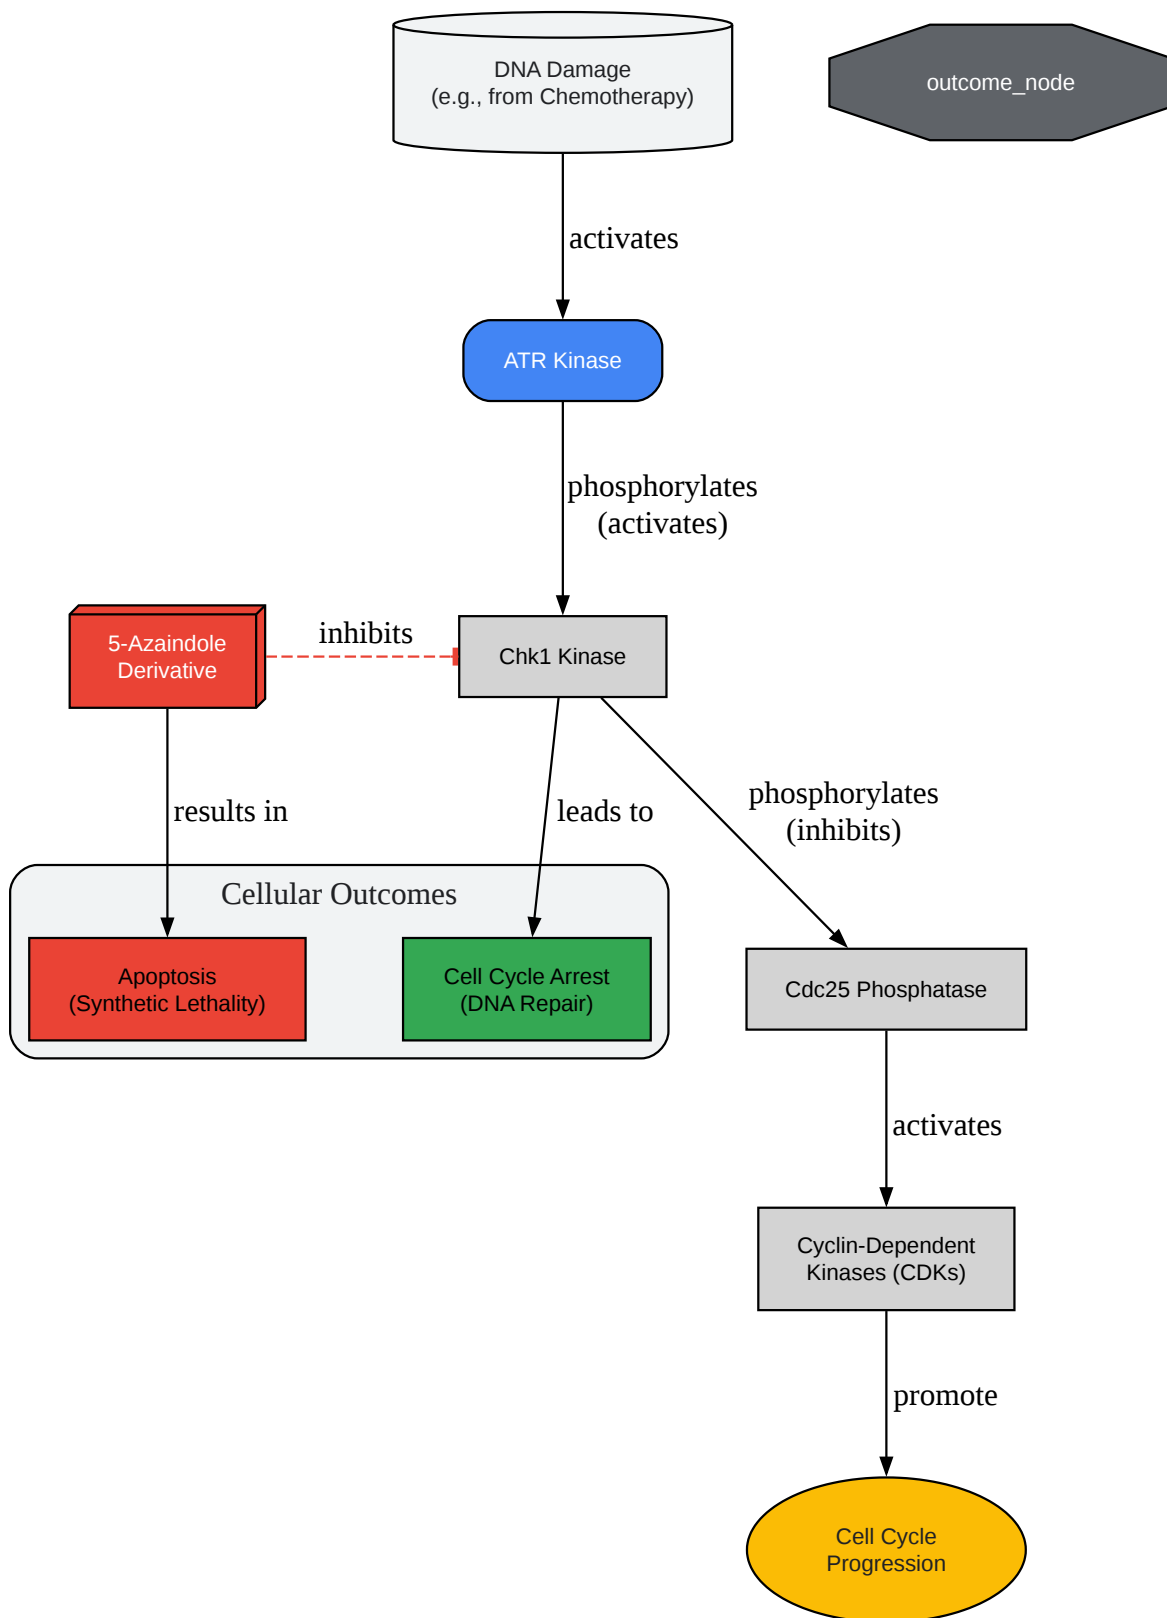 DNA Damage
(e.g., from Chemotherapy)
outcome_node
activates
ATR Kinase
phosphorylates
(activates)
5-Azaindole
Derivative
inhibits
Chk1 Kinase
results in
leads to
phosphorylates
(inhibits)
Cellular Outcomes
Apoptosis
(Synthetic Lethality)
Cell Cycle Arrest
(DNA Repair)
Cdc25 Phosphatase
activates
Cyclin-Dependent
Kinases (CDKs)
promote
Cell Cycle
Progression